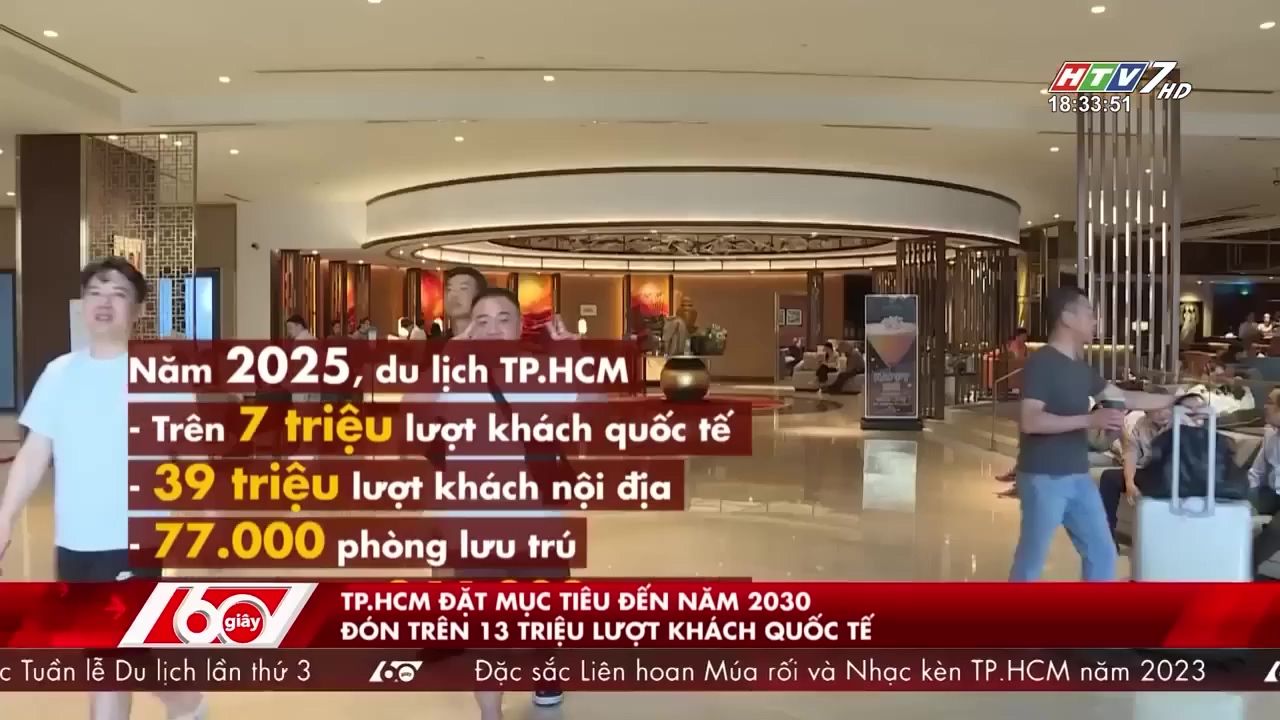 HTV7 HD
18:33:51
HAPPY
Năm 2025, du lịch TP.HCM
- Trên 7 triệu lượt khách quốc tế
- 39 triệu lượt khách nội địa
- 77.000 phòng lưu trú
60 giây
TP.HCM ĐẶT MỤC TIÊU ĐẾN NĂM 2030
ĐÓN TRÊN 13 TRIỆU LƯỢT KHÁCH QUỐC TẾ
c Tuần lễ Du lịch lần thứ 3 60 giây Đặc sắc Liên hoan Múa rối và Nhạc kèn TP.HCM năm 2023